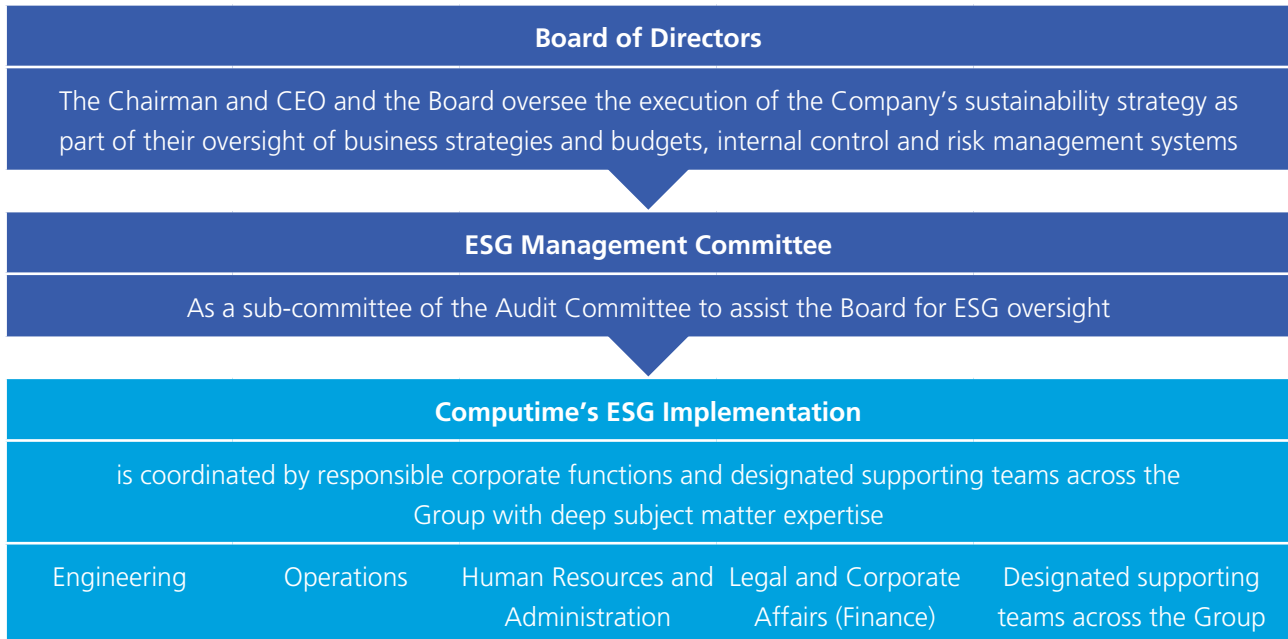 Board of Directors
The Chairman and CEO and the Board oversee the execution of the Company’s sustainability strategy as
part of their oversight of business strategies and budgets, internal control and risk management systems
ESG Management Committee
As a sub-committee of the Audit Committee to assist the Board for ESG oversight
Computime’s ESG Implementation
is coordinated by responsible corporate functions and designated supporting teams across the
Group with deep subject matter expertise
Engineering
Operations
Human Resources and
Administration
Legal and Corporate
Affairs (Finance)
Designated supporting
teams across the Group